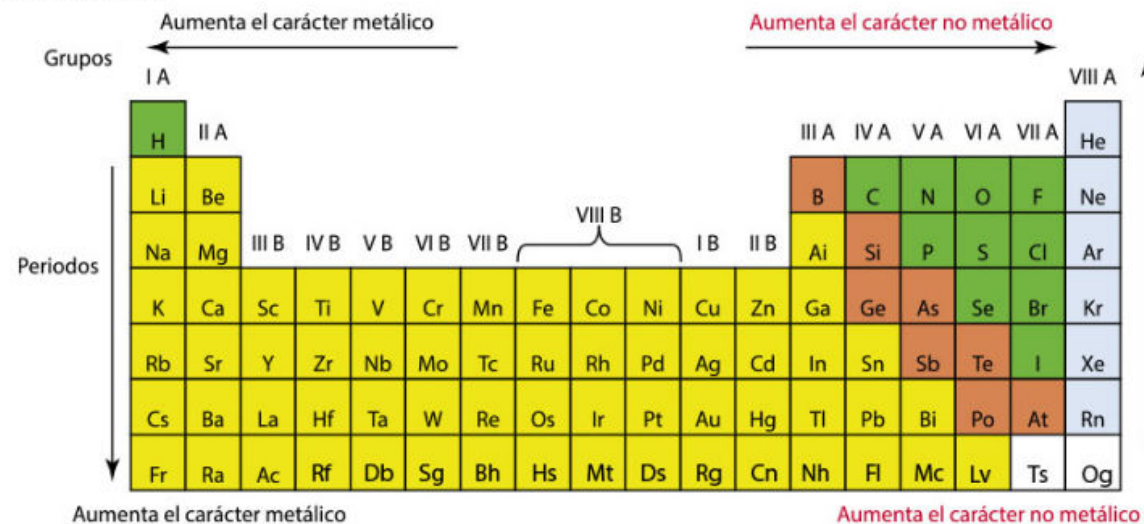 Aumenta el carácter metálico Aumenta el carácter no metálico
Grupos
I A VIII A
H II A III A IV A V A VI A VII A He
Li Be B C N O F Ne
VIII B
Na Mg III B IV B V B VI B VII B I B II B Ai Si P S Cl Ar
Periodos
K Ca Sc Ti V Cr Mn Fe Co Ni Cu Zn Ga Ge As Se Br Kr
Rb Sr Y Zr Nb Mo Tc Ru Rh Pd Ag Cd In Sn Sb Te I Xe
Cs Ba La Hf Ta W Re Os Ir Pt Au Hg Tl Pb Bi Po At Rn
Fr Ra Ac Rf Db Sg Bh Hs Mt Ds Rg Cn Nh Fl Mc Lv Ts Og
Aumenta el carácter metálico Aumenta el carácter no metálico